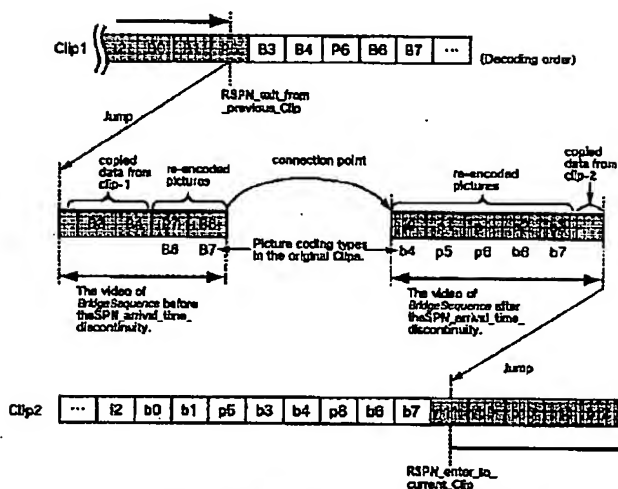 Clip1
B3 B4 P6 B6 B7 ...
(Decoding order)
RSPN_exit_from
_previous_Clip
Jump
copied
data from
clip-1
re-encoded
pictures
connection point
re-encoded
pictures
copied
data from
clip-2
B6 B7
Picture coding types
in the original Clips.
b4 p5 p6 b6 b7
The video of
BridgeSequence before
theSPN_arrival_time_
discontinuity.
The video of
BridgeSequence after
theSPN_arrival_time_
discontinuity.
Jump
Clip2
... i2 b0 b1 p5 b3 b4 p6 b6 b7
RSPN_enter_to_
current_Clip